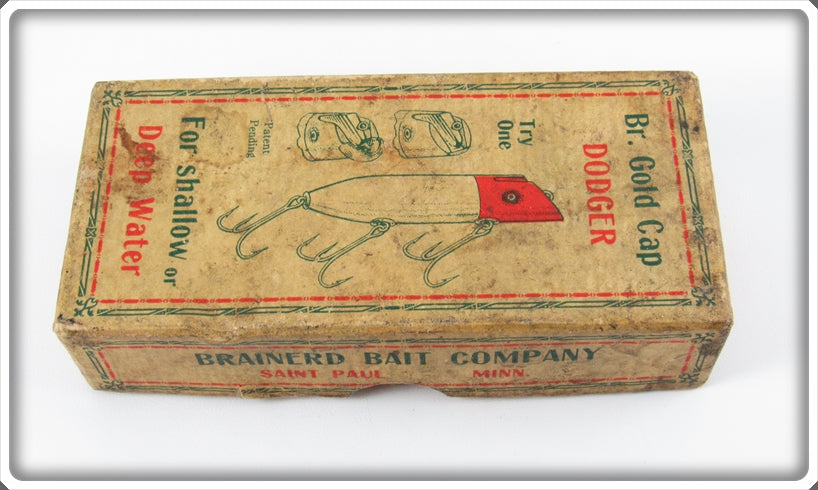 Br. Gold Cap
DODGER
Try
One
Patent
Pending
For Shallow or
Deep Water
BRAINERD BAIT COMPANY
SAINT PAUL MINN.